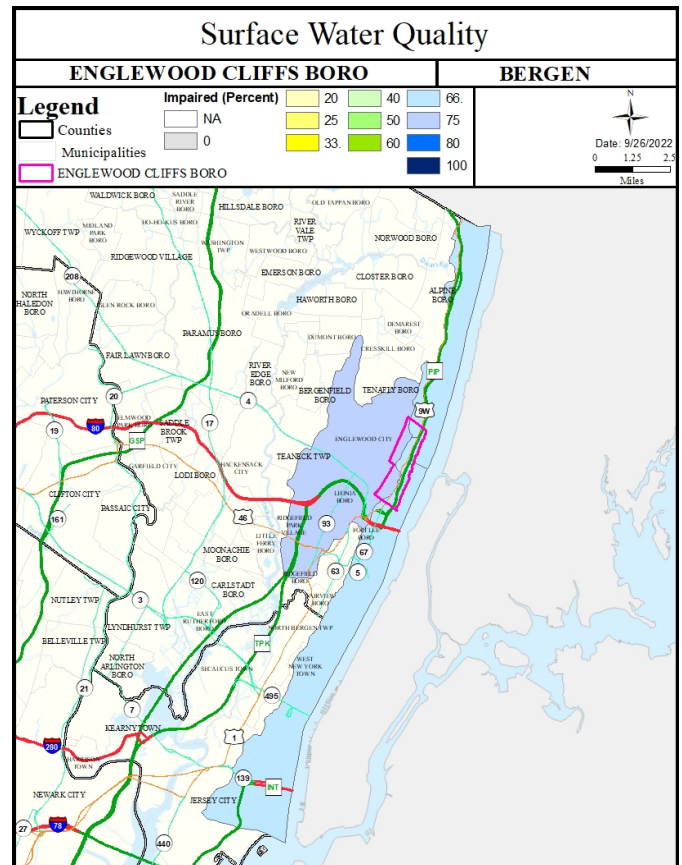 Surface Water Quality
ENGLEWOOD CLIFFS BORO
BERGEN
Legend
Counties
Municipalities
ENGLEWOOD CLIFFS BORO
Impaired (Percent)
NA
0
20
25
33.
40
50
60
66.
75
80
100
N
Date: 9/26/2022
0 1.25 2.5
Miles
WALDWICK BORO
SADDLE
RIVER
BORO
HILLSDALE BORO
OLD TAPPAN BORO
HO-HO-KUS BORO
RIVER
VALE
TWP
MIDLAND
PARK
BORO
WYCKOFF TWP
WASHINGTON
TWP
WESTWOOD BORO
NORWOOD BORO
RIDGEWOOD VILLAGE
EMERSON BORO
CLOSTER BORO
208
HAWTHORNE
BORO
NORTH
HALEDON
BORO
GLEN ROCK BORO
HAWORTH BORO
ALPINE
BORO
ORADELL BORO
DEMAREST
BORO
PARAMUS BORO
DUMONT BORO
CRESSKILL BORO
FAIR LAWN BORO
RIVER
EDGE
BORO
NEW
MILFORD
BORO
BERGENFIELD
BORO
TENAFLY BORO
PIP
PATERSON CITY
20
4
9W
19
80
ELMWOOD
PARK BORO
SADDLE
BROOK
TWP
17
GSP
ENGLEWOOD CITY
TEANECK TWP
GARFIELD CITY
LODI BORO
HACKENSACK
CITY
CLIFTON CITY
LEONIA
BORO
161
PASSAIC CITY
46
RIDGEFIELD
PARK
VILLAGE
93
FORT LEE
BORO
LITTLE
FERRY
BORO
67
MOONACHIE
BORO
63
5
120
RIDGEFIELD
BORO
CARLSTADT
BORO
FAIRVIEW
BORO
NUTLEY TWP
3
EAST
RUTHERFORD
BORO
LYNDHURST TWP
NORTH BERGEN TWP
BELLEVILLE TWP
TPK
NORTH
ARLINGTON
BORO
SECAUCUS TOWN
WEST
NEW YORK
TOWN
21
495
7
KEARNY TOWN
1
280
HARRISON
TOWN
139
INT
NEWARK CITY
JERSEY CITY
27
78
440